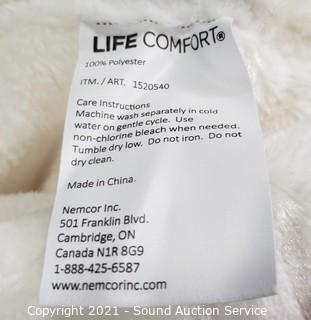 LIFE COMFORT®
100% Polyester
ITM. / ART. 1520540
Care Instructions
Machine wash separately in cold
water on gentle cycle. Use
non-chlorine bleach when needed.
Tumble dry low. Do not iron. Do not
dry clean.
Made in China.
Nemcor Inc.
501 Franklin Blvd.
Cambridge, ON
Canada N1R 8G9
1-888-425-6587
www.nemcorinc.com
Copyright 2021 - Sound Auction Service